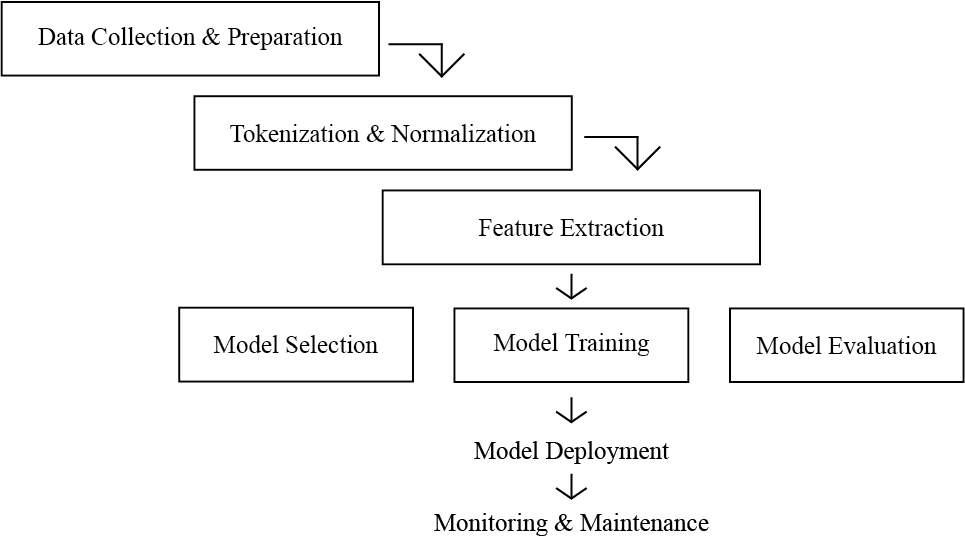 Data Collection & Preparation
Tokenization & Normalization
Feature Extraction
Model Selection
Model Training
Model Evaluation
Model Deployment
Monitoring & Maintenance